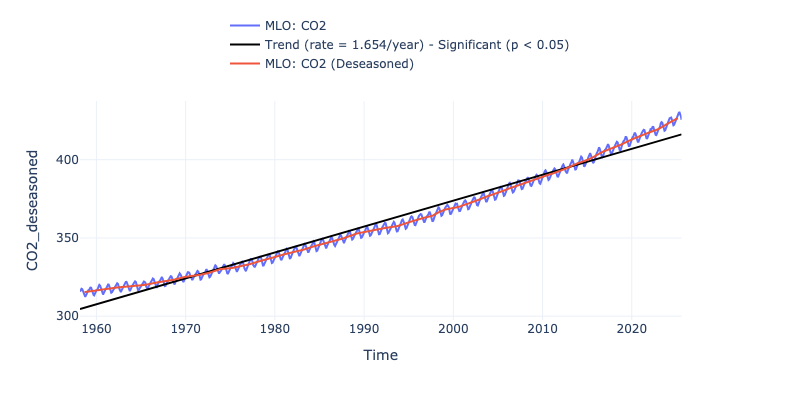 MLO: CO2
Trend (rate = 1.654/year) - Significant (p < 0.05)
MLO: CO2 (Deseasoned)
CO2_deseasoned
400
350
300
1960 1970 1980 1990 2000 2010 2020
Time